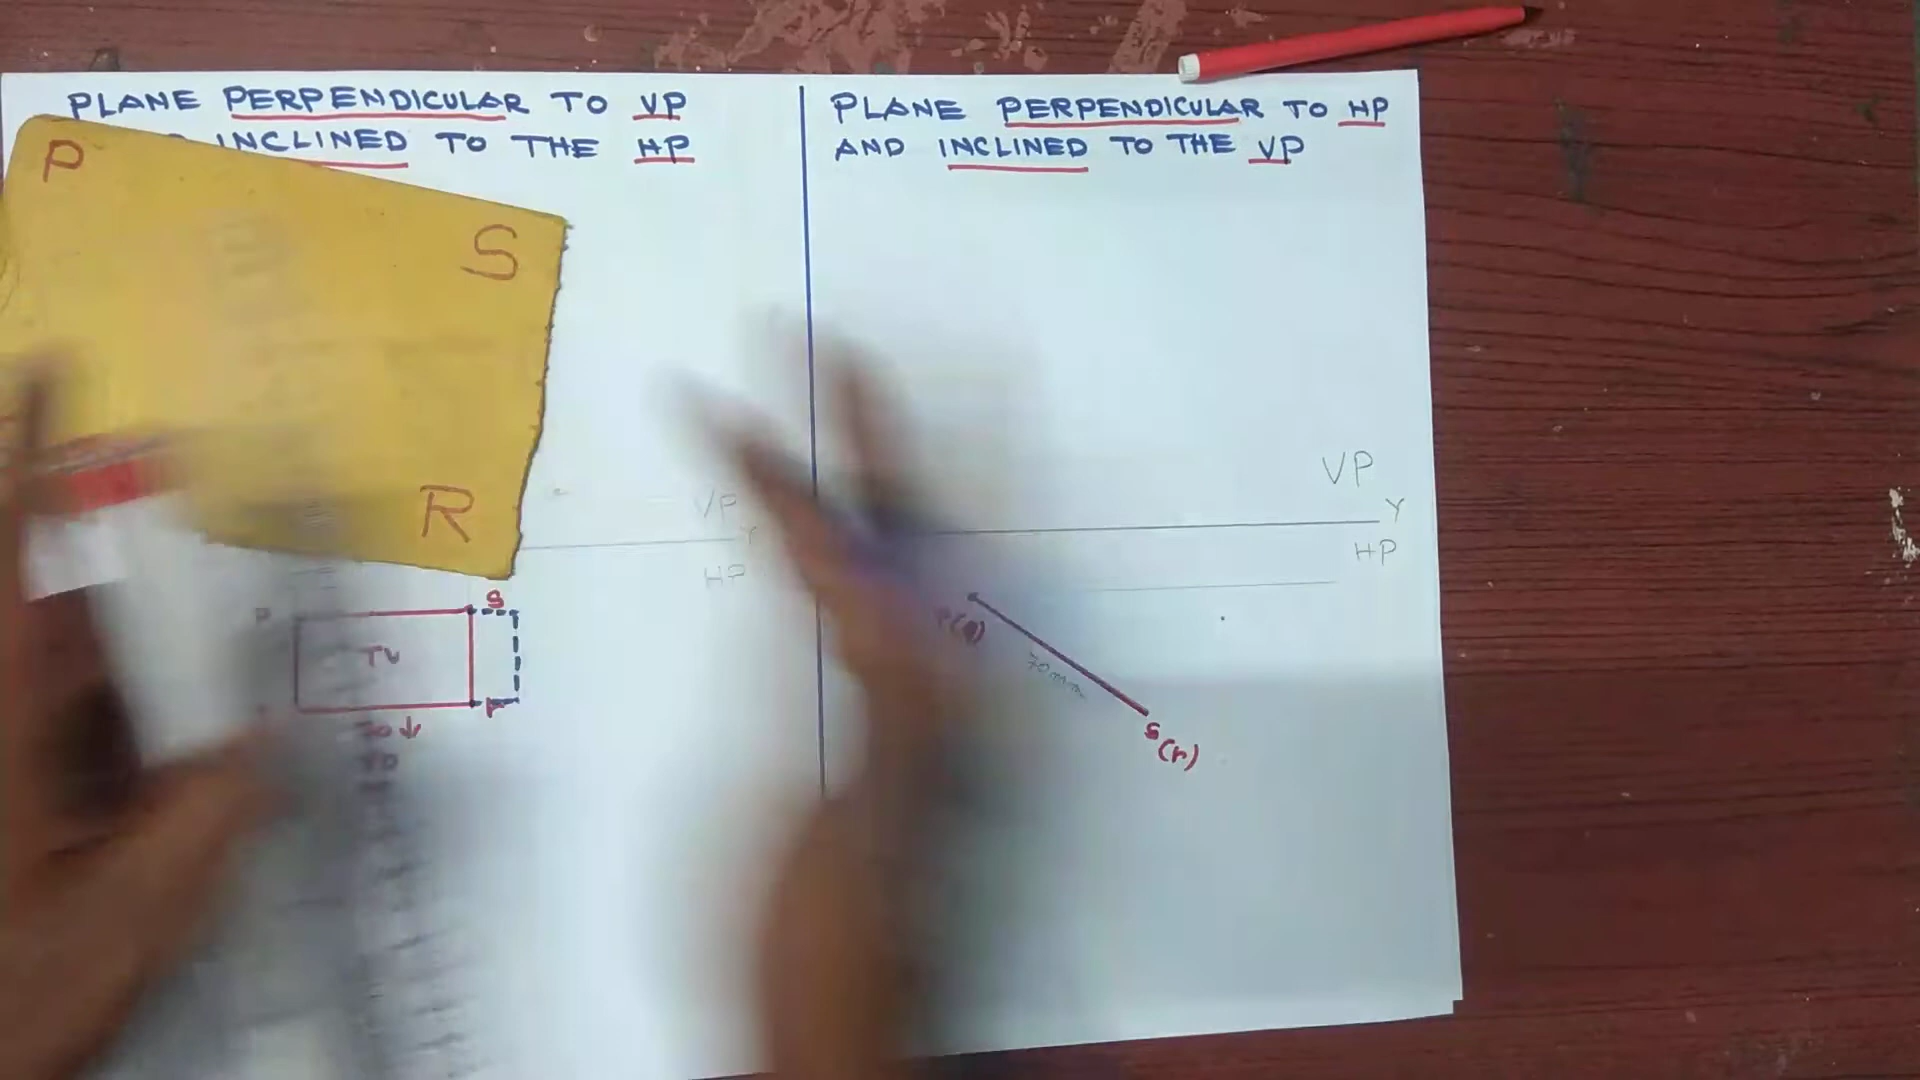 PLANE PERPENDICULAR TO VP
INCLINED TO THE HP
P
S
R
VP
Y
HP
P
S
TV
r
70 ↓
PLANE PERPENDICULAR TO HP
AND INCLINED TO THE VP
VP
Y
HP
70mm
s
(r)